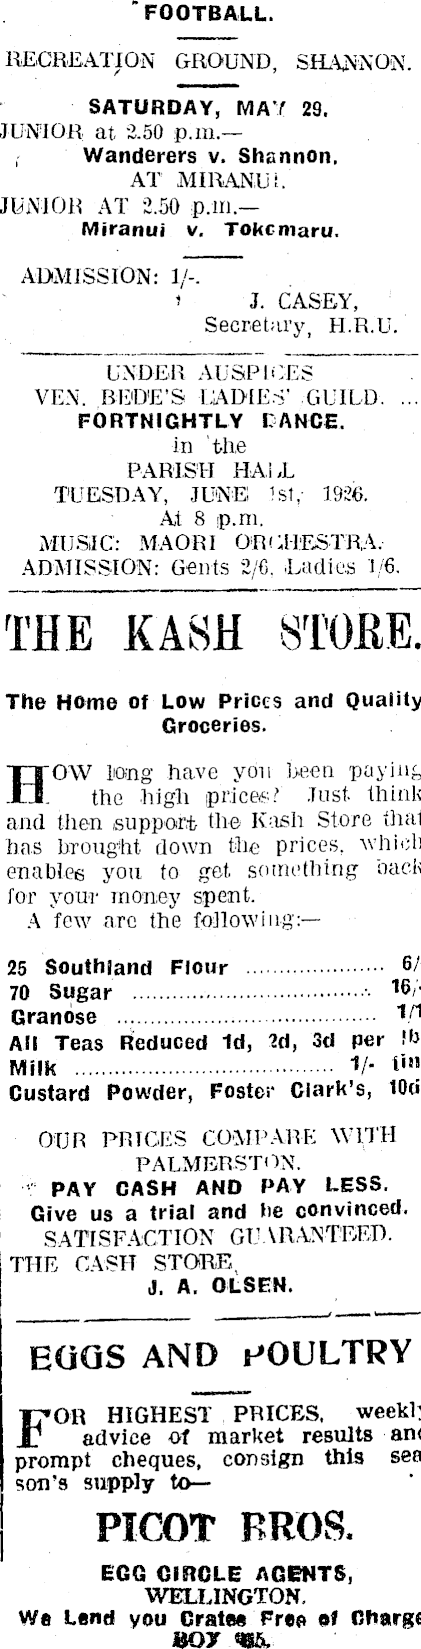 FOOTBALL.
RECREATION GROUND, SHANNON.
SATURDAY, MAY 29.
JUNIOR at 2.50 p.m.—
Wanderers v. Shannon.
AT MIRANUI.
JUNIOR AT 2.50 p.m.—
Miranui v. Tokomaru.
ADMISSION: 1/-.
J. CASEY,
Secretary, H.R.U.
UNDER AUSPICES
VEN. BEDE'S LADIES' GUILD. ...
FORTNIGHTLY DANCE.
in the
PARISH HALL
TUESDAY, JUNE 1st, 1926.
At 8 p.m.
MUSIC: MAORI ORCHESTRA.
ADMISSION: Gents 2/6, Ladies 1/6.
THE KASH STORE.
The Home of Low Prices and Quality
Groceries.
HOW long have you been paying
the high prices? Just think
and then support the Kash Store that
has brought down the prices, which
enables you to get something back
for your money spent.
A few are the following:—
25 Southland Flour ..................... 6/
70 Sugar ..................................... 16/
Granose ...................................... 1/1
All Teas Reduced 1d, 2d, 3d per lb
Milk ....................................... 1/- tin
Custard Powder, Foster Clark's, 10d
OUR PRICES COMPARE WITH
PALMERSTON.
PAY CASH AND PAY LESS.
Give us a trial and be convinced.
SATISFACTION GUARANTEED.
THE CASH STORE,
J. A. OLSEN.
EGGS AND POULTRY
FOR HIGHEST PRICES, weekly
advice of market results and
prompt cheques, consign this sea
son's supply to—
PICOT BROS.
EGG CIRCLE AGENTS,
WELLINGTON.
We Lend you Crates Free of Charge
BOX